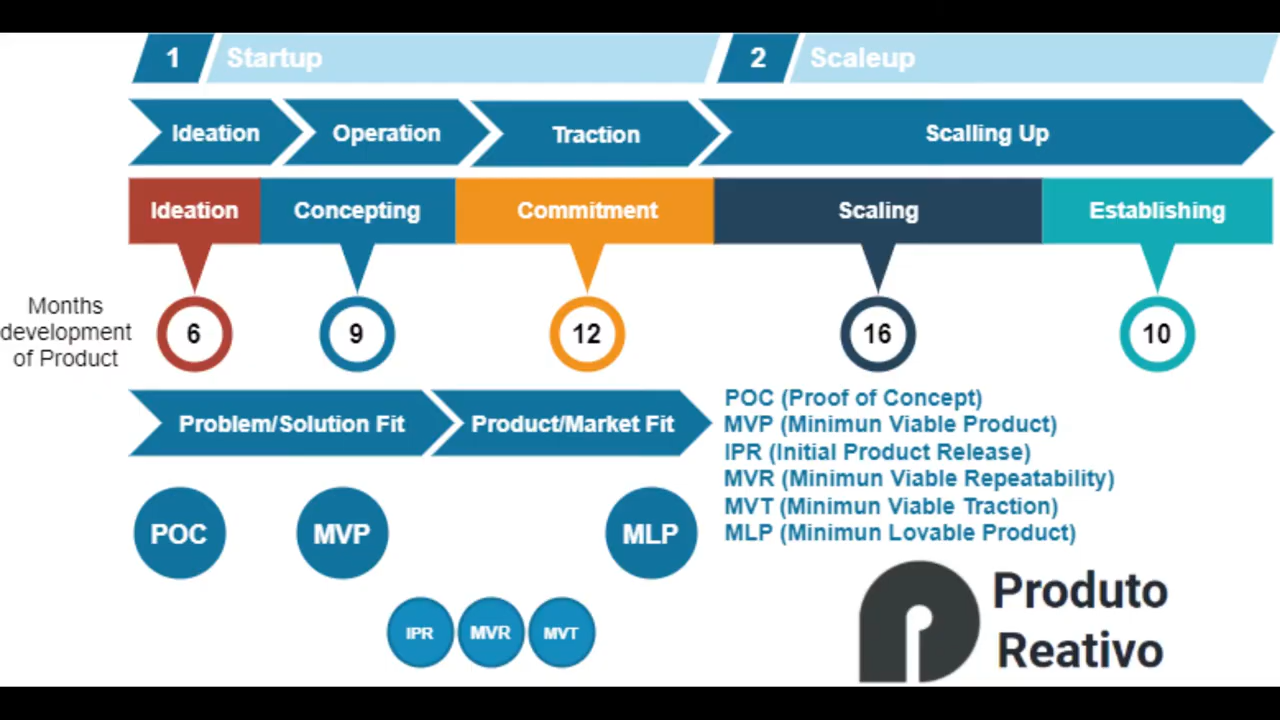 1 Startup 2 Scaleup
Ideation Operation Traction Scalling Up
Ideation Concepting Commitment Scaling Establishing
Months
development
of Product
6 9 12 16 10
Problem/Solution Fit Product/Market Fit
POC (Proof of Concept)
MVP (Minimun Viable Product)
IPR (Initial Product Release)
MVR (Minimun Viable Repeatability)
MVT (Minimun Viable Traction)
MLP (Minimun Lovable Product)
POC MVP MLP
IPR MVR MVT
Produto
Reativo